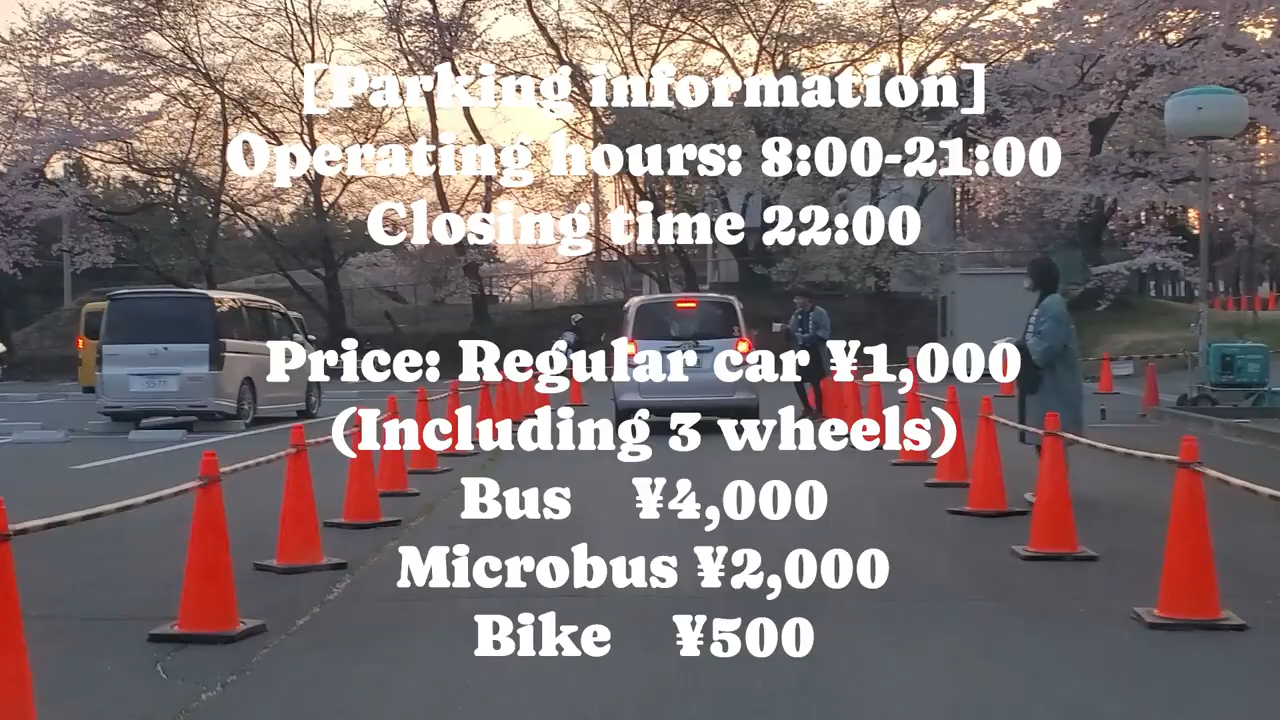 [Parking information]
Operating hours: 8:00-21:00
Closing time 22:00
Price: Regular car ¥1,000
(Including 3 wheels)
Bus ¥4,000
Microbus ¥2,000
Bike ¥500